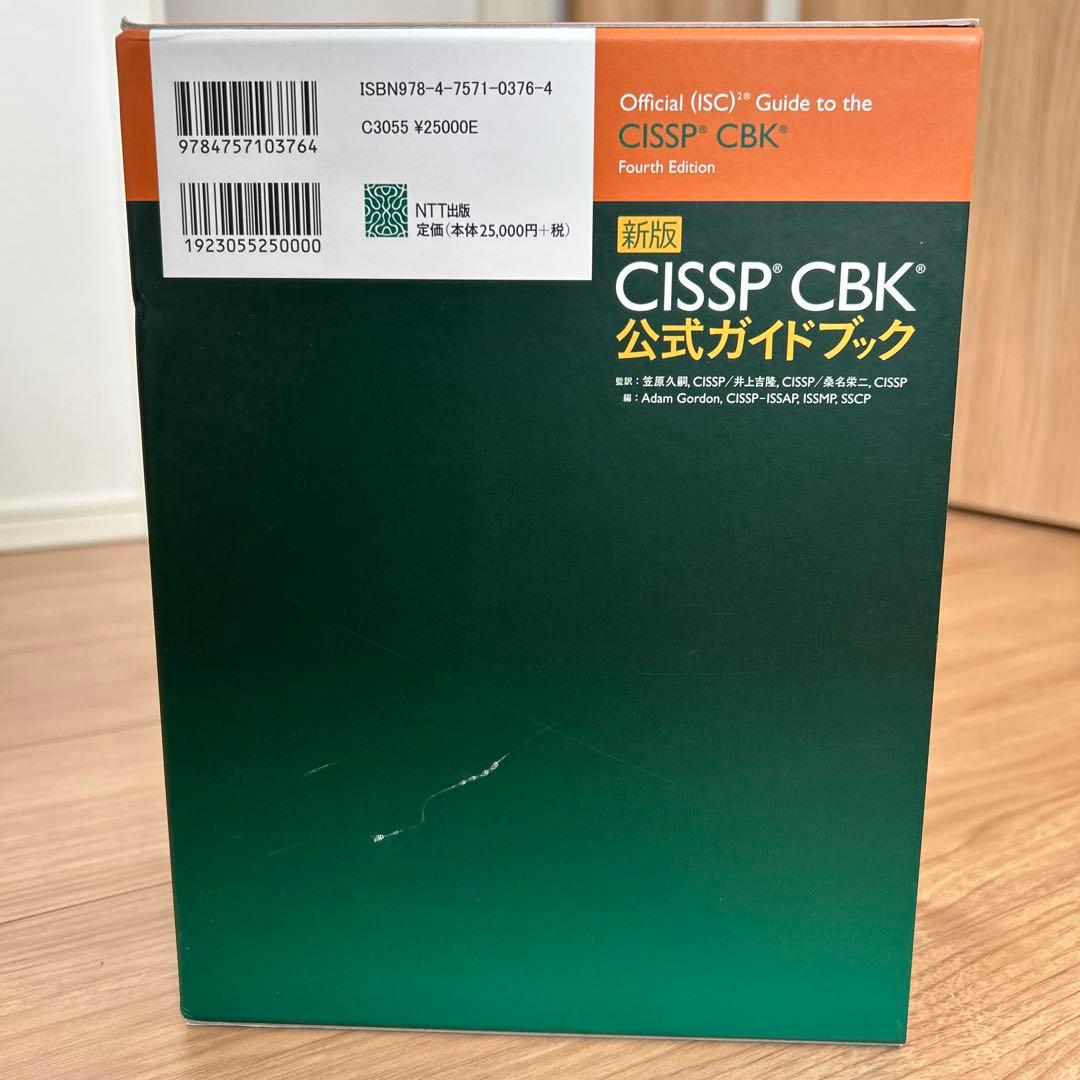 ISBN978-4-7571-0376-4
C3055 ¥25000E
9784757103764
1923055250000
NTT出版
定価(本体25,000円+税)
Official (ISC)²® Guide to the
CISSP® CBK®
Fourth Edition
新版
CISSP® CBK®
公式ガイドブック
監訳：笠原久嗣, CISSP／井上吉隆, CISSP／桑名栄二, CISSP
編：Adam Gordon, CISSP-ISSAP, ISSMP, SSCP